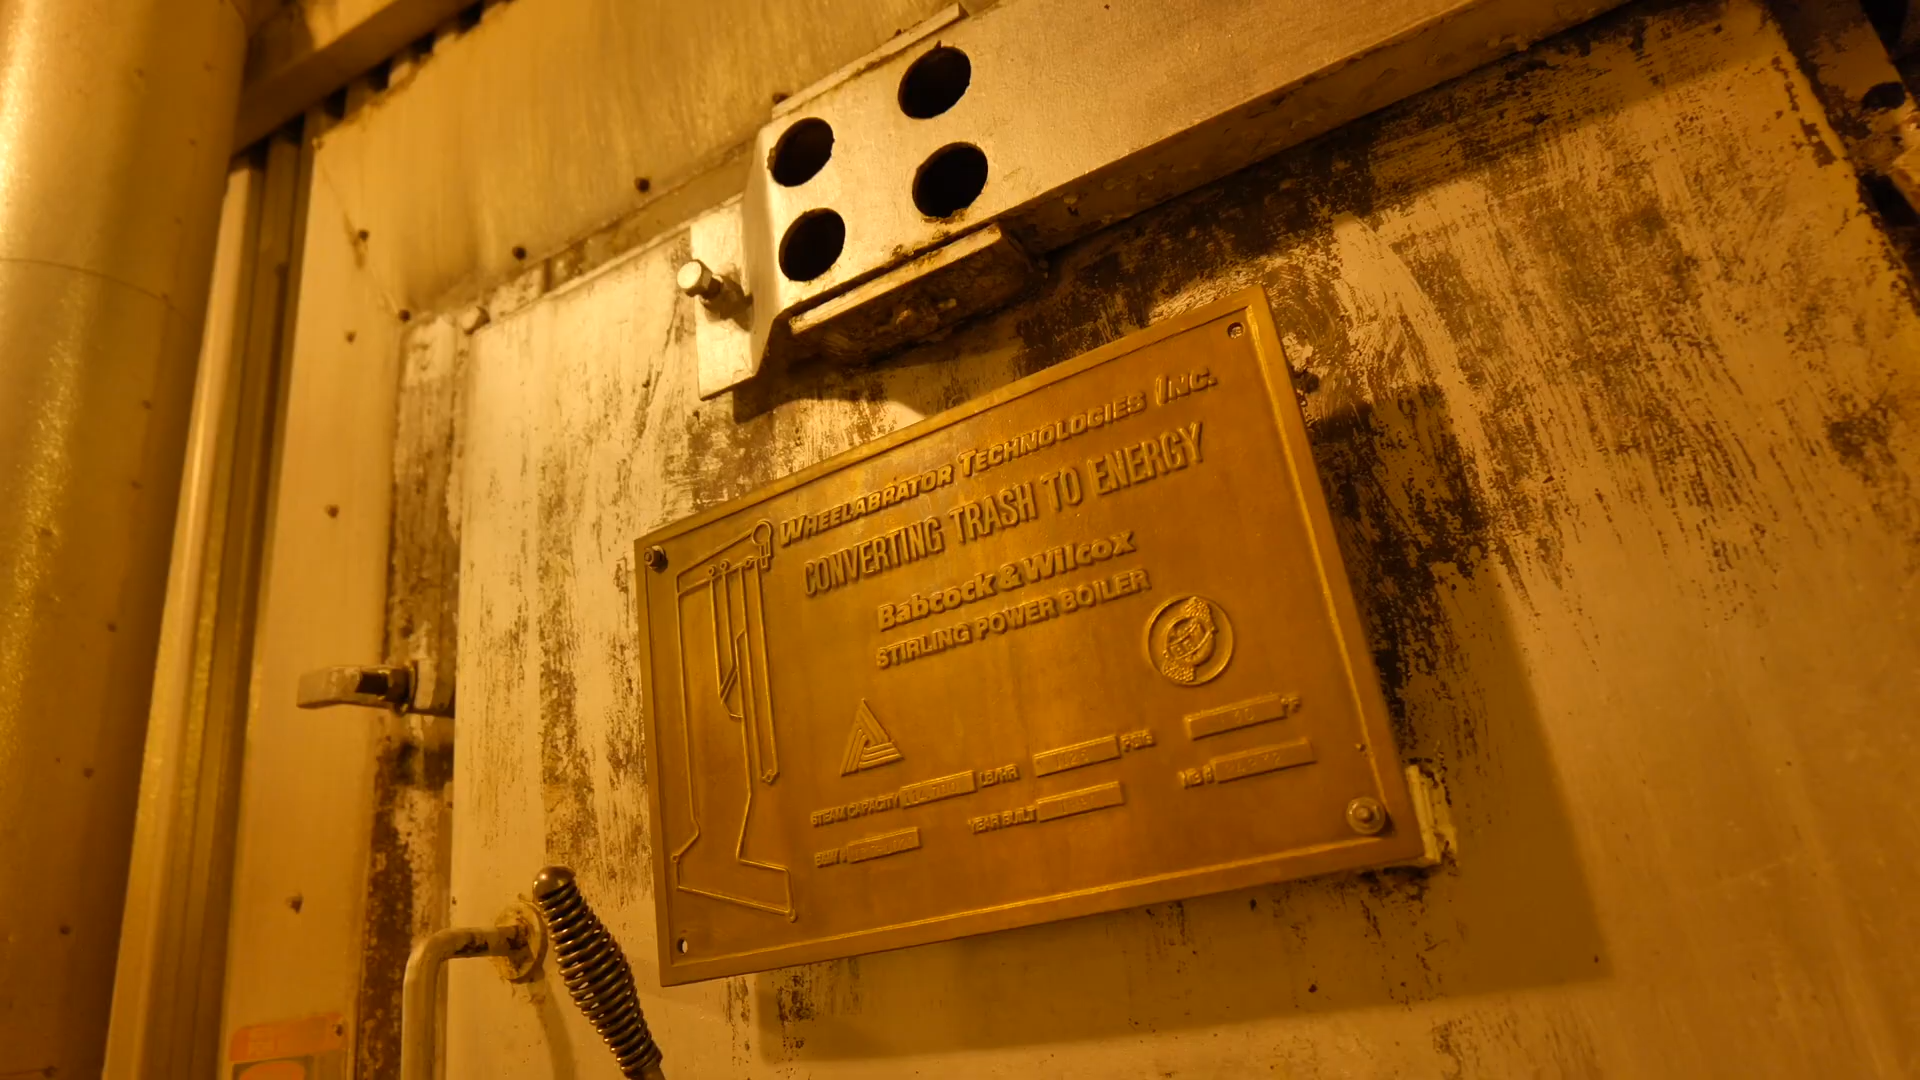 WHEELABRATOR TECHNOLOGIES INC.
CONVERTING TRASH TO ENERGY
Babcock & Wilcox
STIRLING POWER BOILER
°F
STEAM CAPACITY LB/HR PSIG
YEAR BUILT NB #